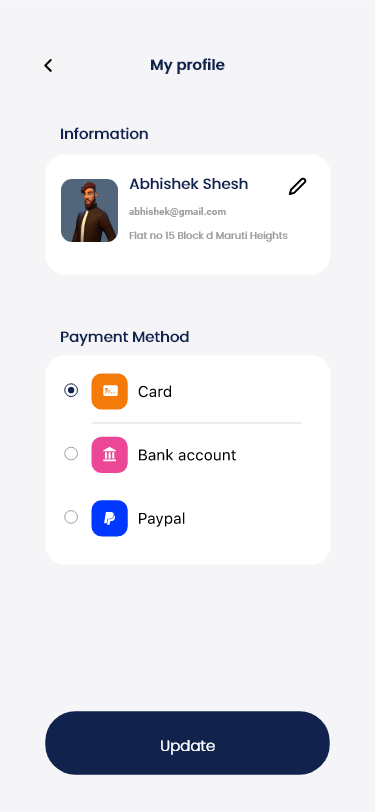 My profile
Information
Abhishek Shesh
abhishek@gmail.com
Flat no 15 Block d Maruti Heights
Payment Method
Card
Bank account
Paypal
Update